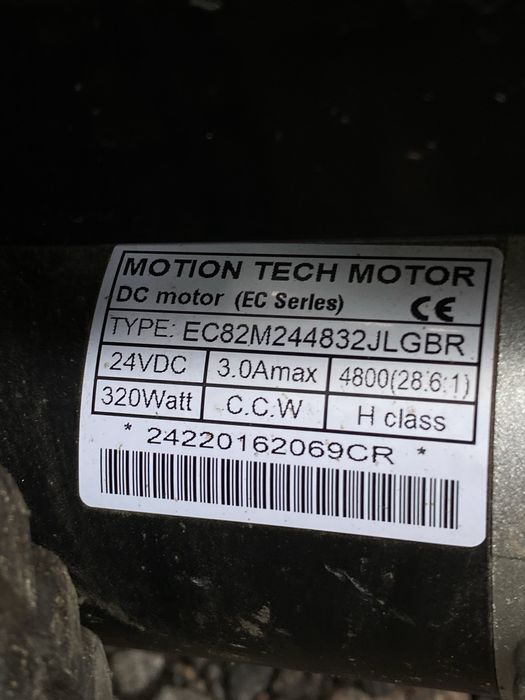 MOTION TECH MOTOR
DC motor (EC Series) CE
TYPE: EC82M244832JLGBR
24VDC 3.0Amax 4800(28.6:1)
320Watt C.C.W H class
* 24220162069CR *